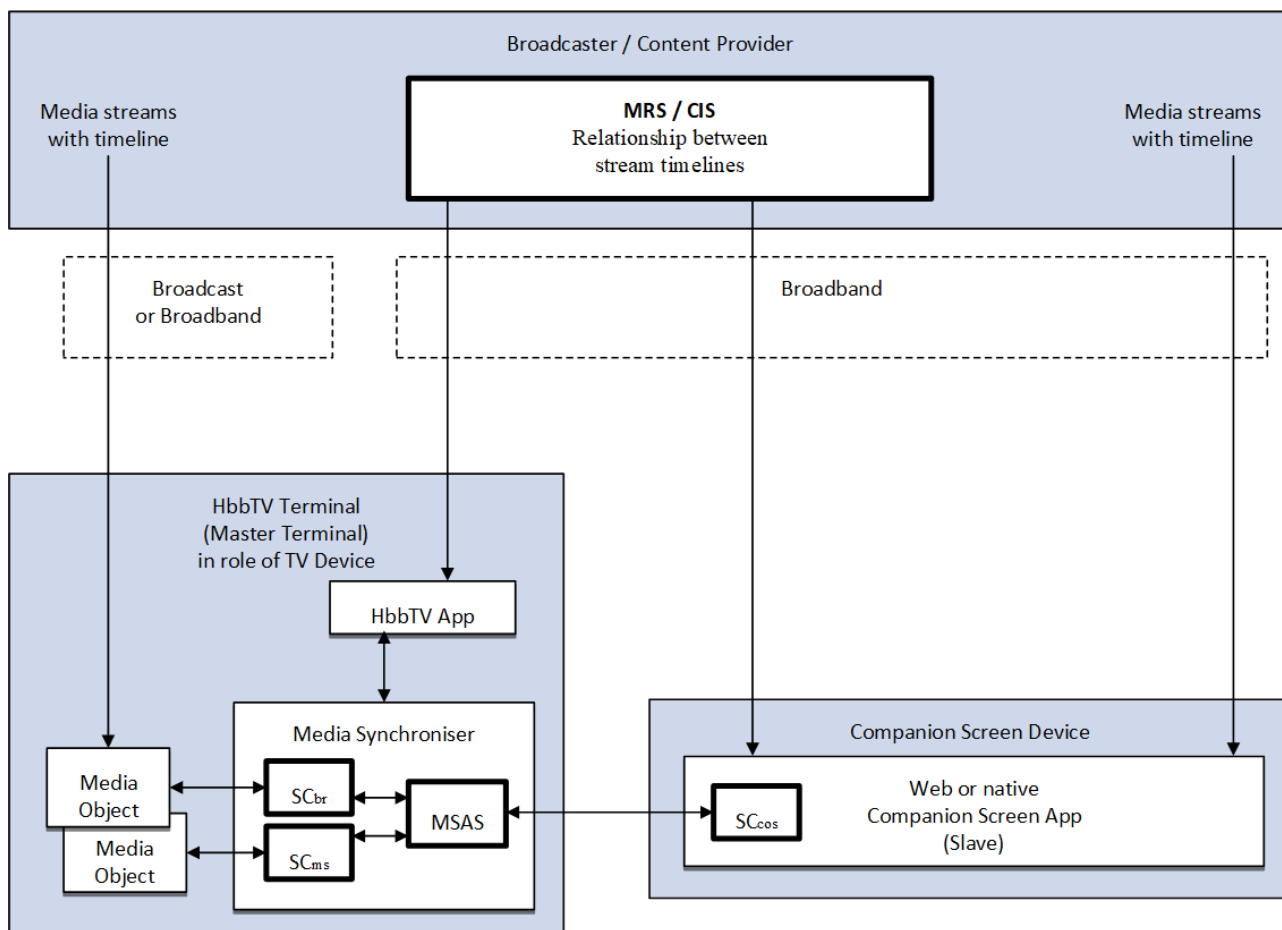 Broadcaster / Content Provider
Media streams
with timeline
MRS / CIS
Relationship between
stream timelines
Media streams
with timeline
Broadcast
or Broadband
Broadband
HbbTV Terminal
(Master Terminal)
in role of TV Device
HbbTV App
Media Synchroniser
Media
Object
Media
Object
SCbr
SCms
MSAS
Companion Screen Device
SCcos
Web or native
Companion Screen App
(Slave)